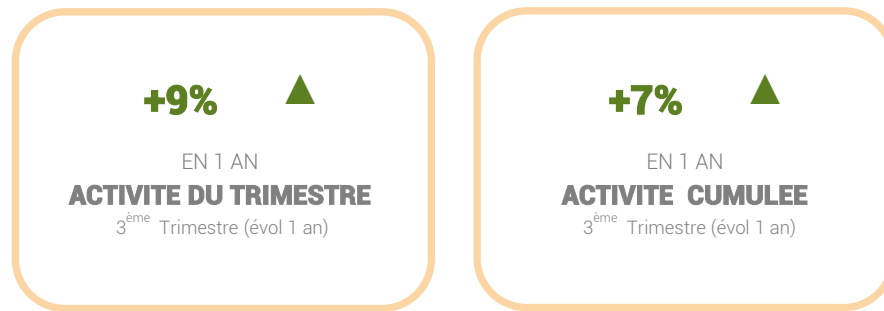 +9% ▲
EN 1 AN
ACTIVITE DU TRIMESTRE
3ème Trimestre (évol 1 an)
+7% ▲
EN 1 AN
ACTIVITE CUMULEE
3ème Trimestre (évol 1 an)